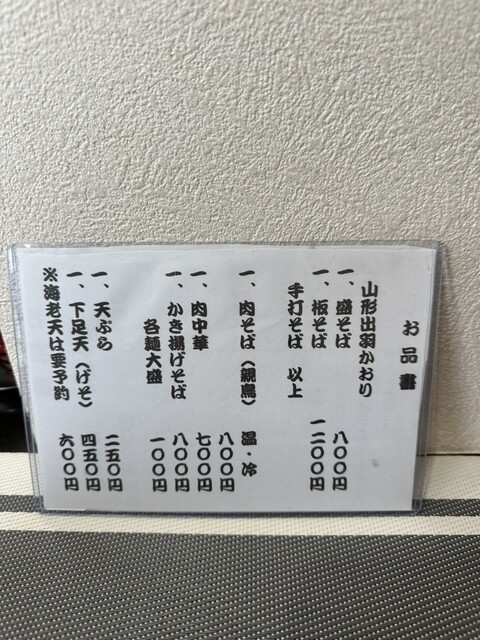 お品書
山形出羽かおり
一、盛そば 八〇〇円
一、板そば 一二〇〇円
手打そば 以上
一、肉そば(親鳥) 温・冷
八〇〇円
一、肉中華 七〇〇円
一、かき揚げそば 八〇〇円
各麺大盛 一〇〇円
一、天ぷら 二五〇円
一、下足天(げそ) 四五〇円
※海老天は要予約 六〇〇円